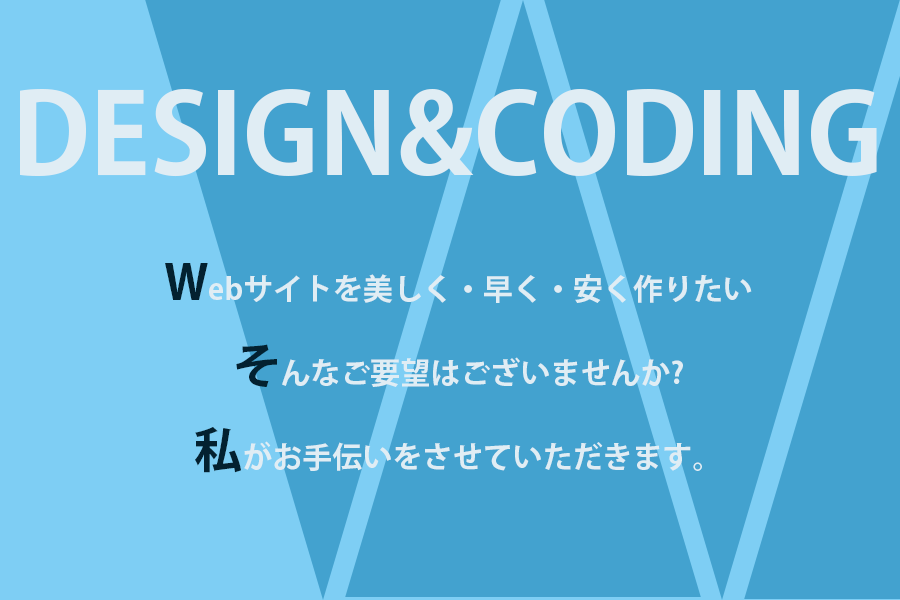 DESIGN&CODING
Webサイトを美しく・早く・安く作りたい
そんなご要望はございませんか?
私がお手伝いをさせていただきます。